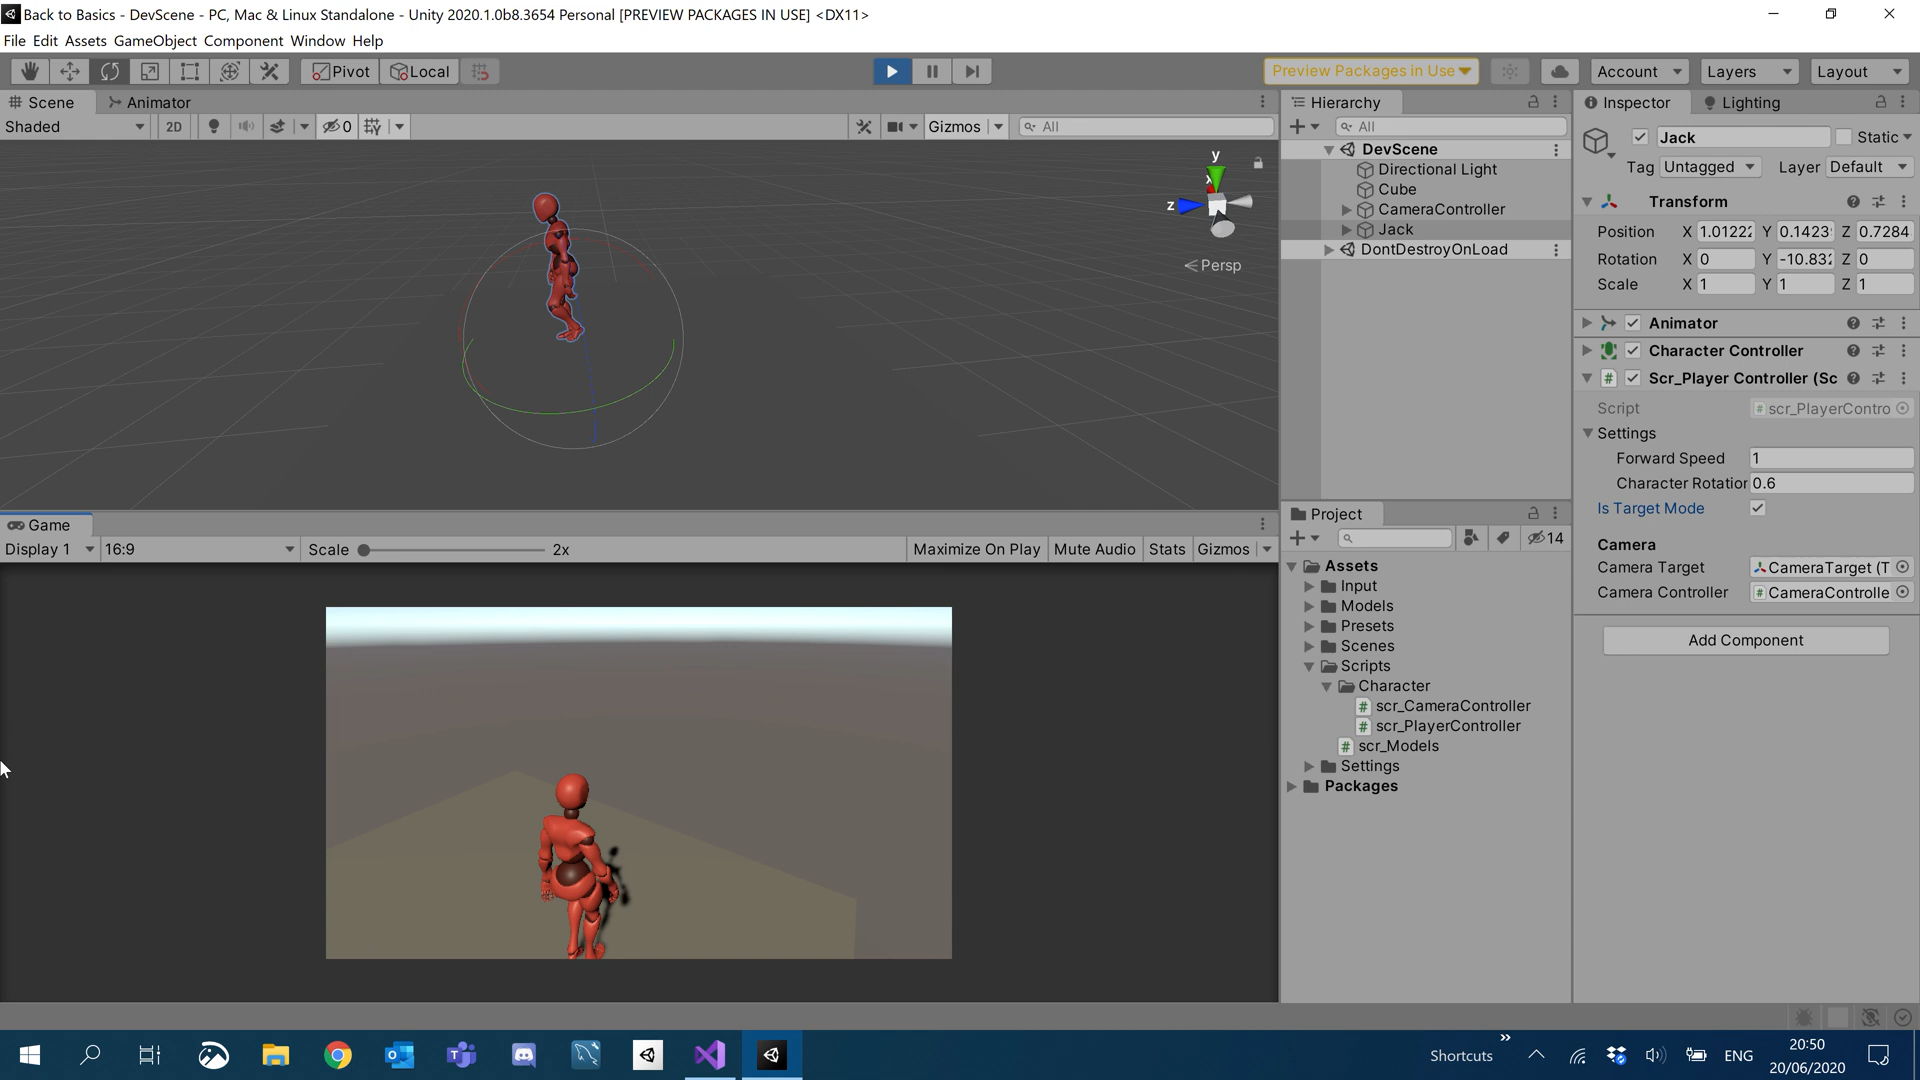 Back to Basics - DevScene - PC, Mac & Linux Standalone - Unity 2020.1.0b8.3654 Personal [PREVIEW PACKAGES IN USE] <DX11>
File Edit Assets GameObject Component Window Help
Pivot Local
Preview Packages in Use
Account
Layers
Layout
Scene Animator
Shaded 2D 0 Gizmos All
y
x
z
Persp
Hierarchy
All
DevScene
Directional Light
Cube
CameraController
Jack
DontDestroyOnLoad
Game
Display 1 16:9 Scale 2x Maximize On Play Mute Audio Stats Gizmos
Project
14
Assets
Input
Models
Presets
Scenes
Scripts
Character
scr_CameraController
scr_PlayerController
scr_Models
Settings
Packages
Inspector Lighting
Jack Static
Tag Untagged Layer Default
Transform
Position X 1.01222 Y 0.1423 Z 0.7284
Rotation X 0 Y -10.832 Z 0
Scale X 1 Y 1 Z 1
Animator
Character Controller
Scr_Player Controller (Sc
Script scr_PlayerContro
Settings
Forward Speed 1
Character Rotation 0.6
Is Target Mode
Camera
Camera Target CameraTarget (T
Camera Controller CameraControlle
Add Component
Shortcuts
ENG
20:50
20/06/2020